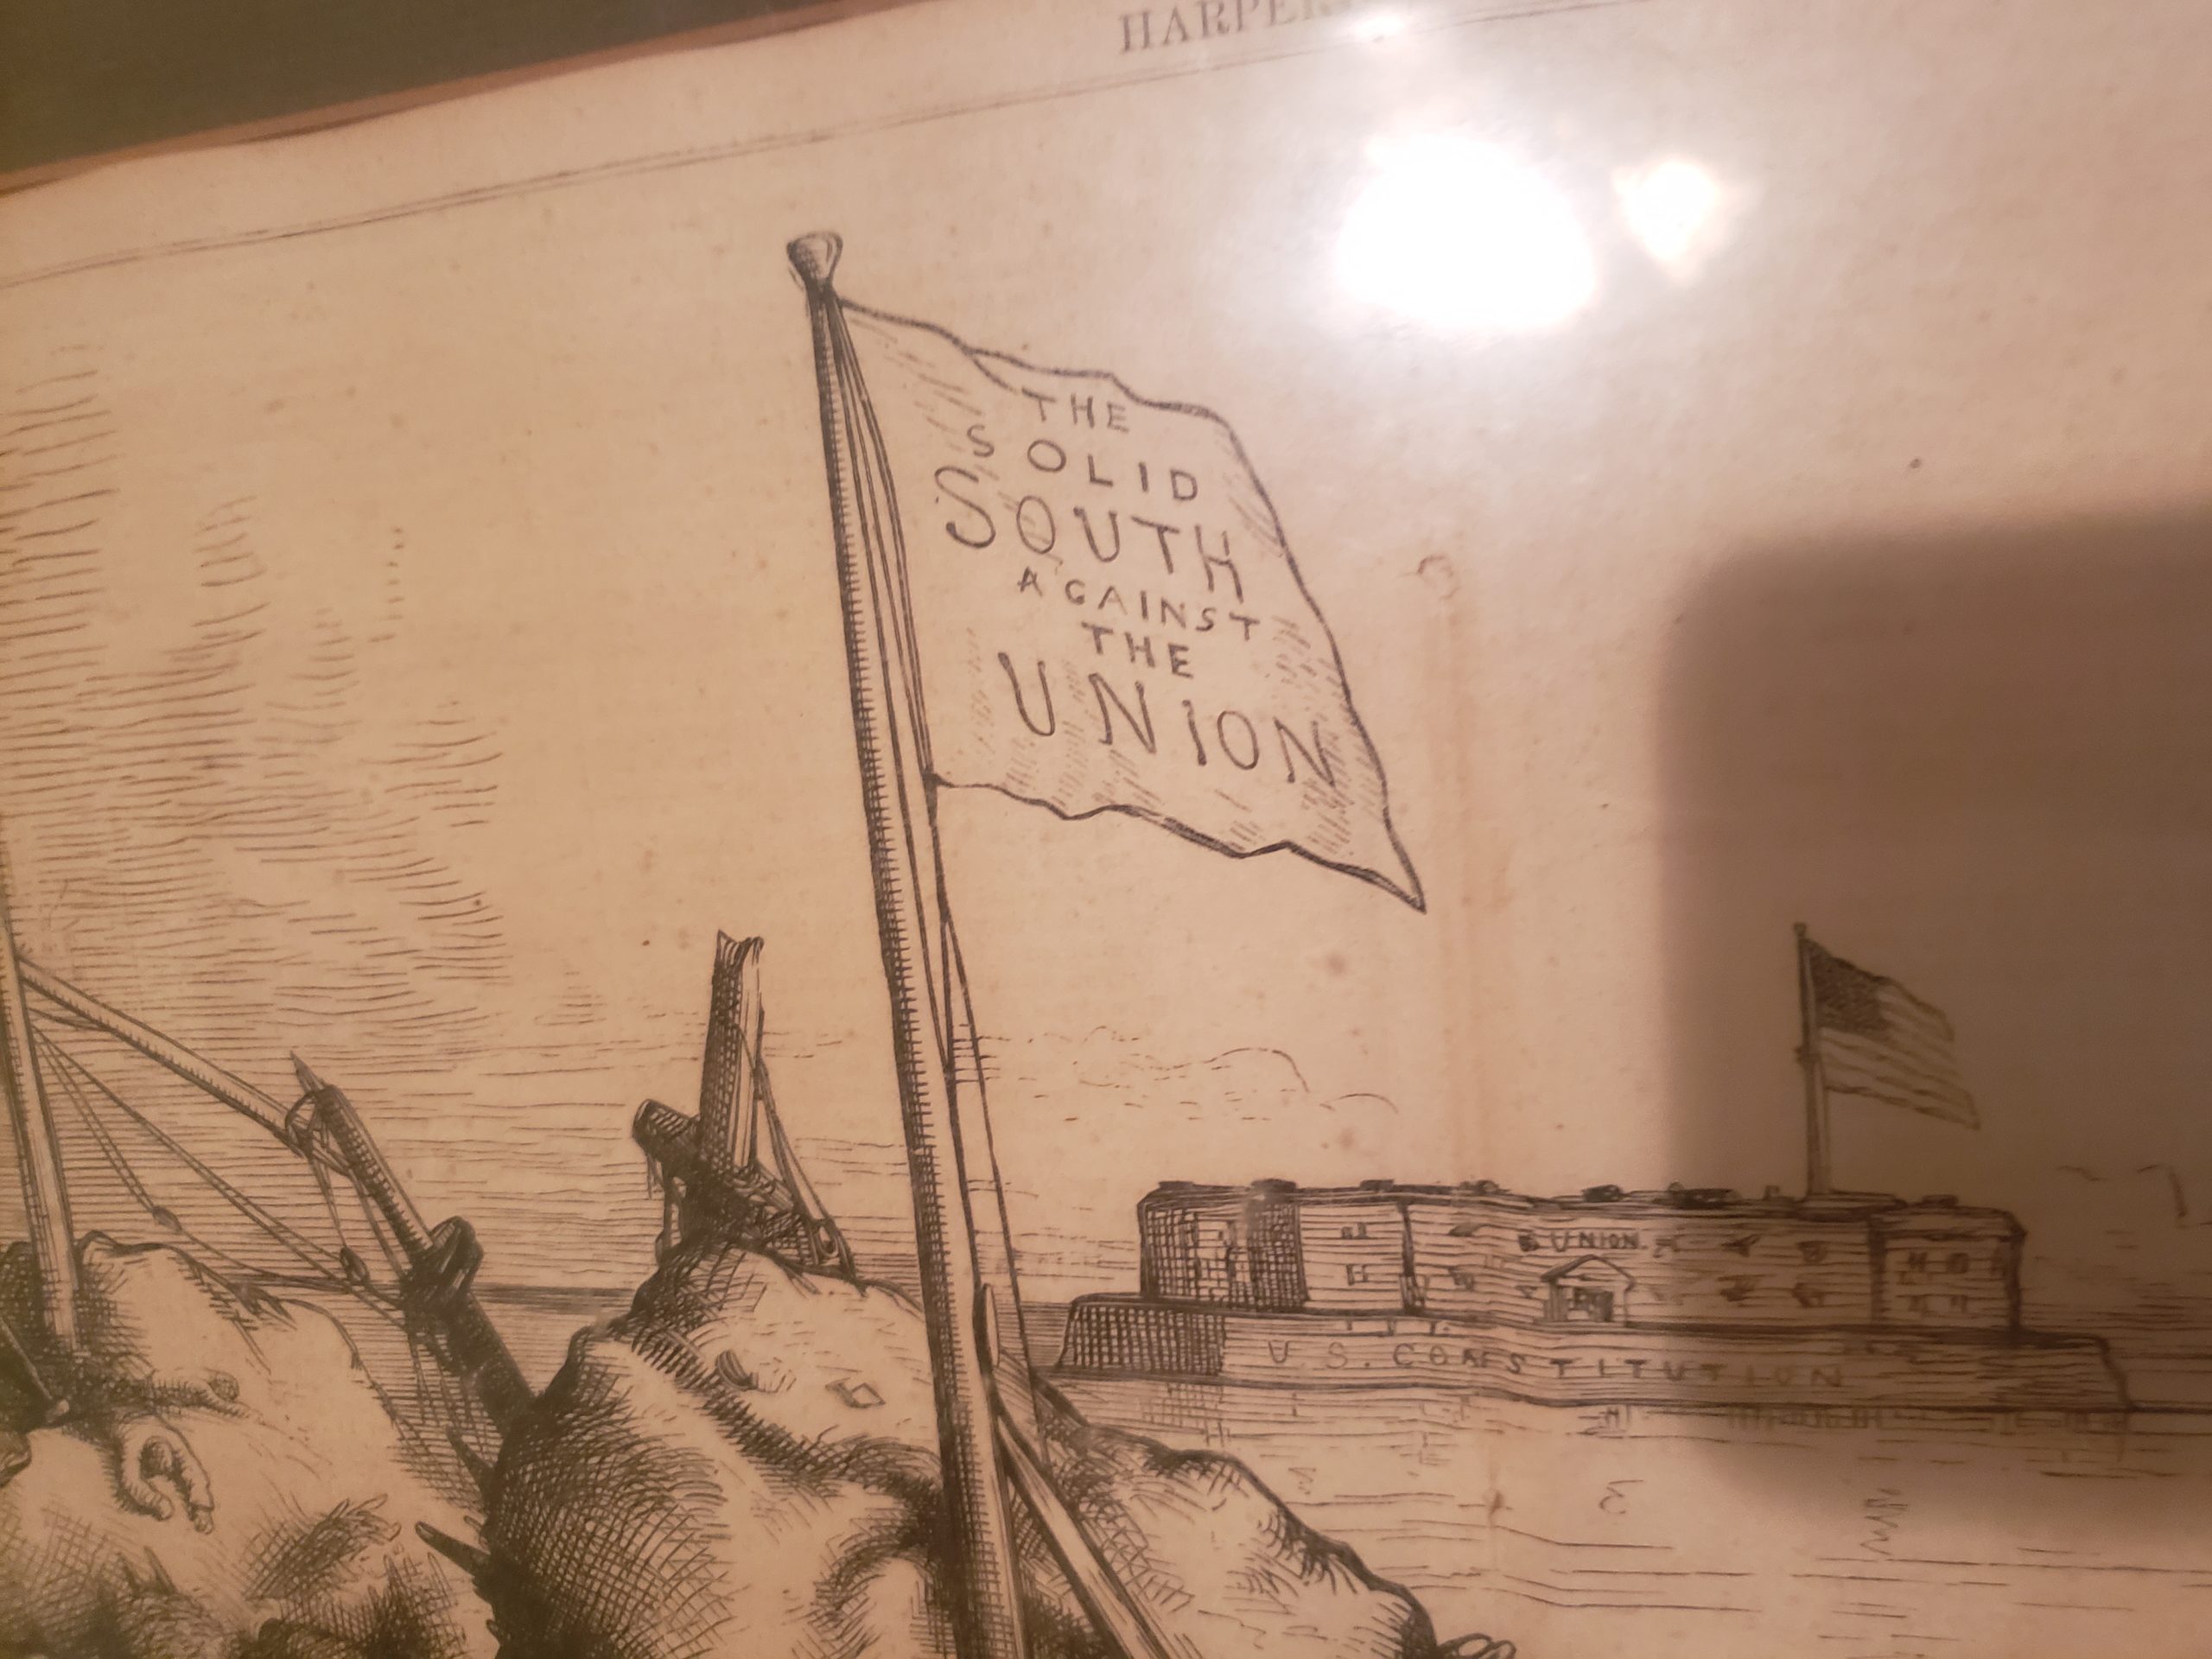 HARPER
THE
SOLID
SOUTH
AGAINST
THE
UNION
UNION.
U.S. CONSTITUTION